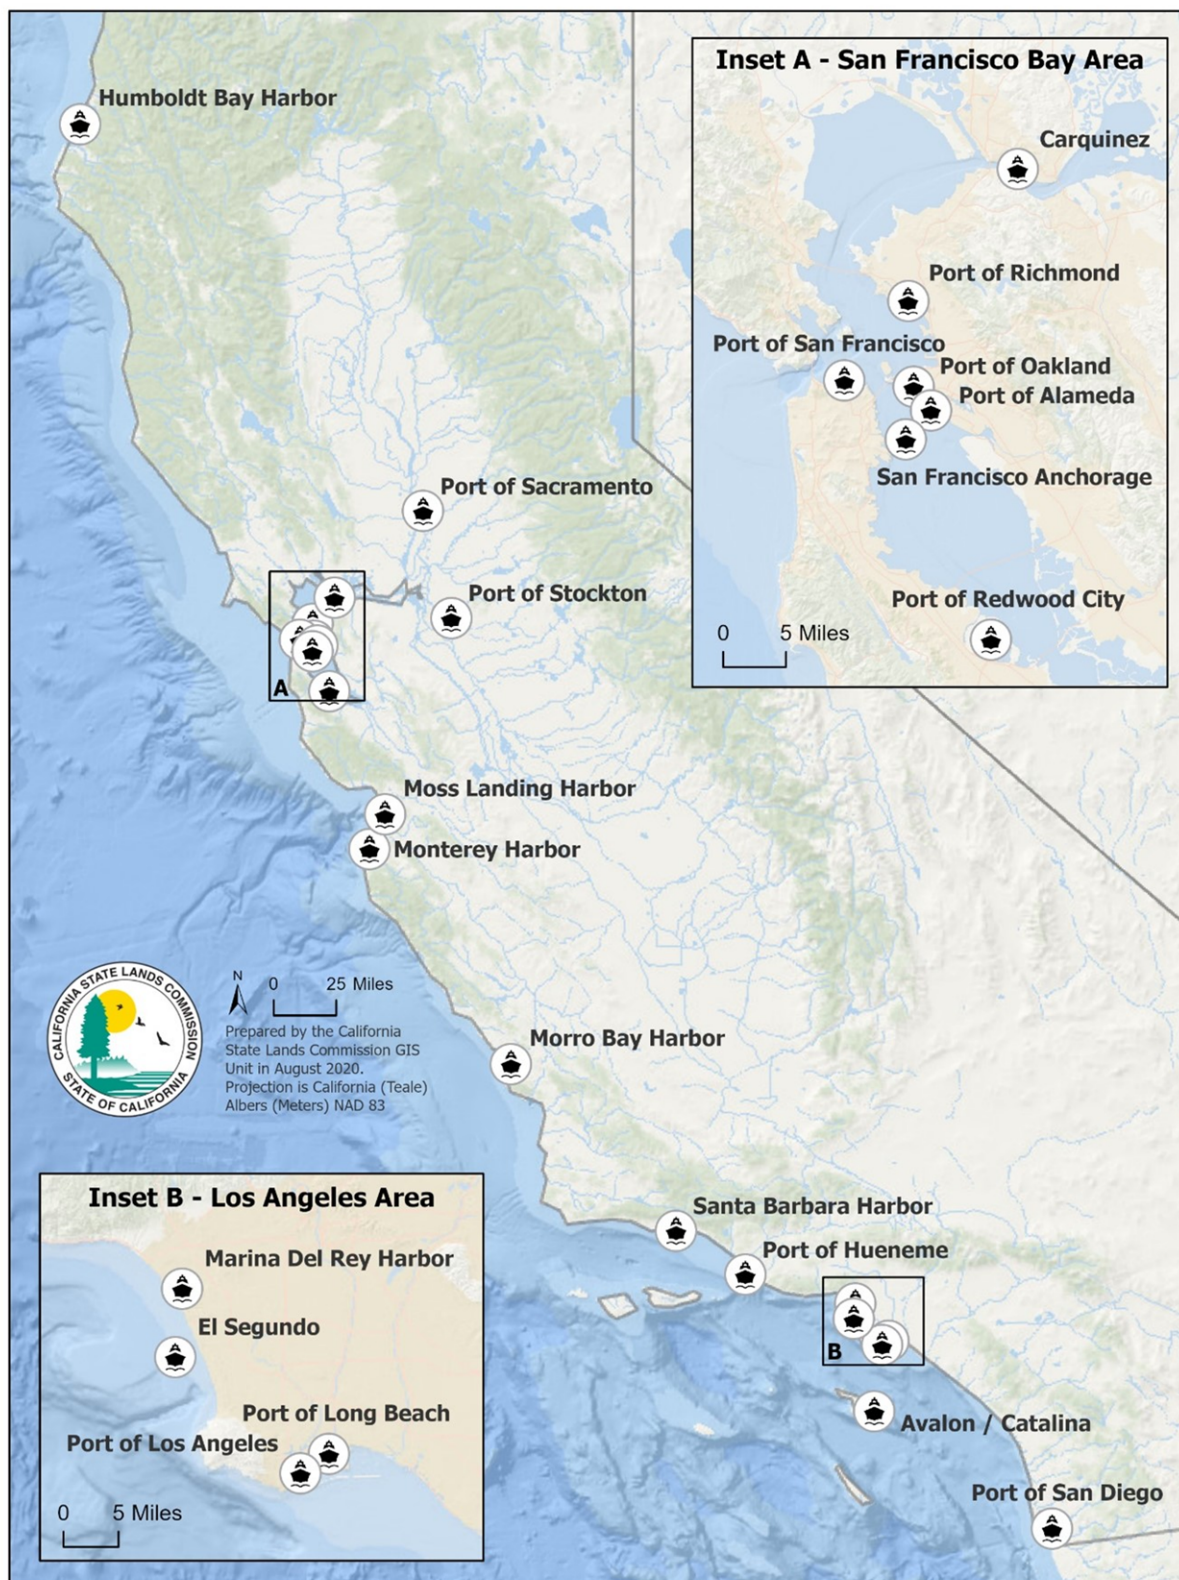 Inset A - San Francisco Bay Area
Humboldt Bay Harbor
Carquinez
Port of Richmond
Port of San Francisco
Port of Oakland
Port of Alameda
San Francisco Anchorage
Port of Redwood City
0 5 Miles
Port of Sacramento
Port of Stockton
A
Moss Landing Harbor
Monterey Harbor
CALIFORNIA STATE LANDS COMMISSION
STATE OF CALIFORNIA
N
0 25 Miles
Prepared by the California
State Lands Commission GIS
Unit in August 2020.
Projection is California (Teale)
Albers (Meters) NAD 83
Morro Bay Harbor
Santa Barbara Harbor
Port of Hueneme
B
Avalon / Catalina
Port of San Diego
Inset B - Los Angeles Area
Marina Del Rey Harbor
El Segundo
Port of Long Beach
Port of Los Angeles
0 5 Miles